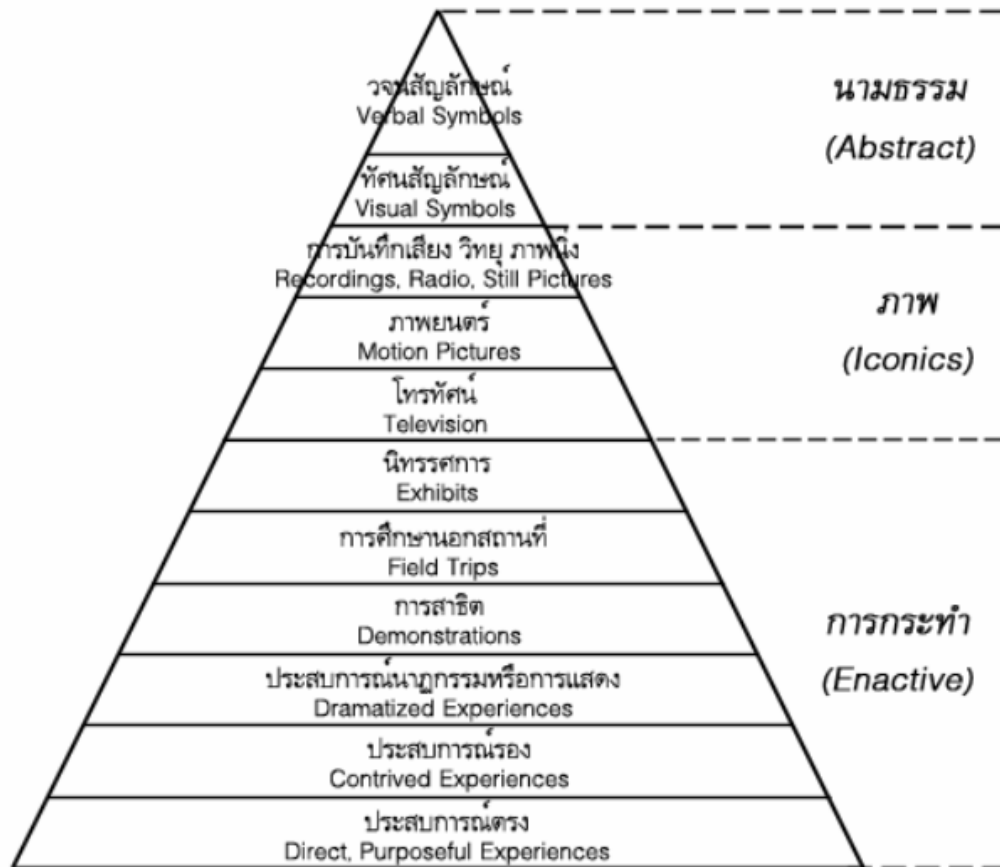 วจนสัญลักษณ์
Verbal Symbols
นามธรรม
(Abstract)
ทัศนสัญลักษณ์
Visual Symbols
การบันทึกเสียง วิทยุ ภาพนิ่ง
Recordings, Radio, Still Pictures
ภาพยนตร์
Motion Pictures
ภาพ
(Iconics)
โทรทัศน์
Television
นิทรรศการ
Exhibits
การศึกษานอกสถานที่
Field Trips
การสาธิต
Demonstrations
การกระทำ
(Enactive)
ประสบการณ์นาฏกรรมหรือการแสดง
Dramatized Experiences
ประสบการณ์รอง
Contrived Experiences
ประสบการณ์ตรง
Direct, Purposeful Experiences